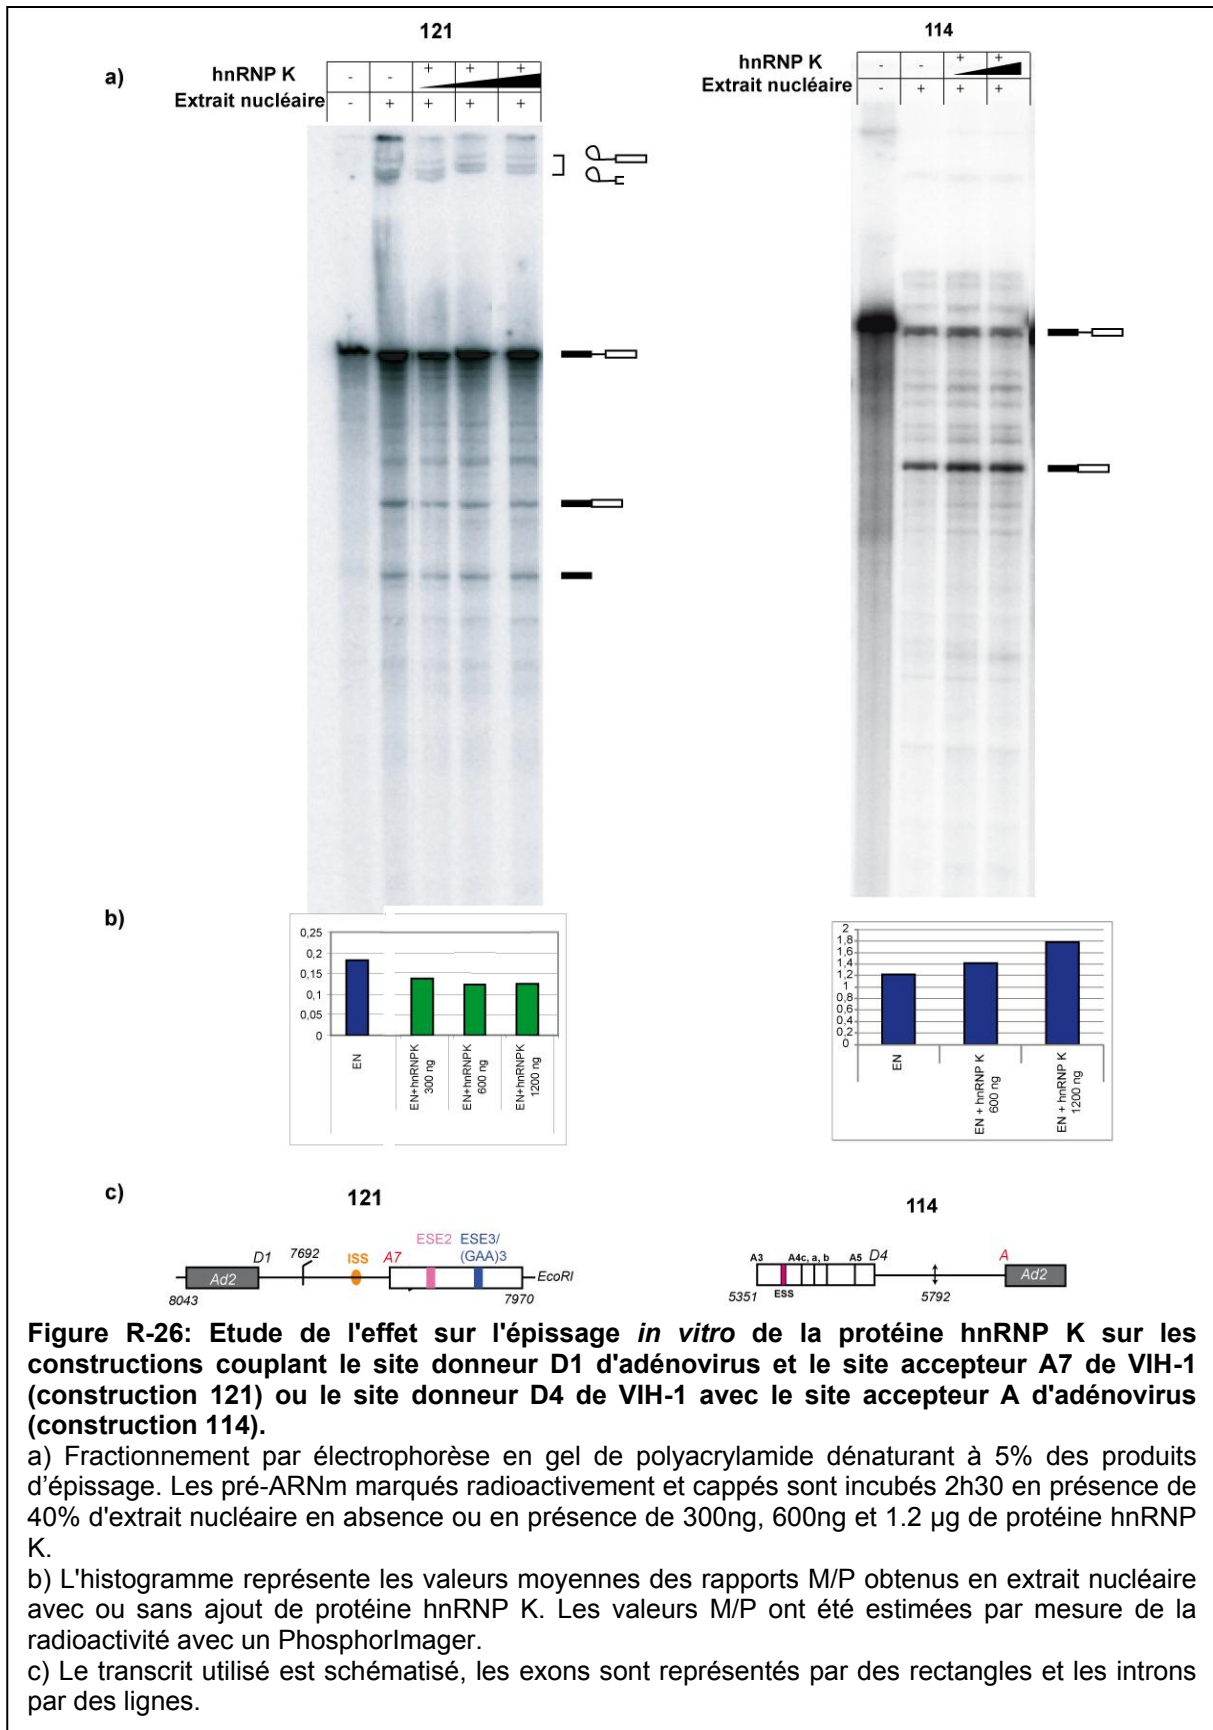 121
114
a)
hnRNP K
- - + + +
Extrait nucléaire
- + + + +
hnRNP K
- - + +
Extrait nucléaire
- + + +
b)
0,25
0,2
0,15
0,1
0,05
0
EN
EN+hnRNPK 300 ng
EN+hnRNPK 600 ng
EN+hnRNPK 1200 ng
2
1,8
1,6
1,4
1,2
1
0,8
0,6
0,4
0,2
0
EN
EN + hnRNP K 600 ng
EN + hnRNP K 1200 ng
c)
121
D1 7692 ISS A7 ESE2 ESE3/
(GAA)3
Ad2 EcoRI
8043 7970
114
A3 A4c, a, b A5 D4 A
Ad2
5351 ESS 5792
Figure R-26: Etude de l'effet sur l'épissage in vitro de la protéine hnRNP K sur les
constructions couplant le site donneur D1 d'adénovirus et le site accepteur A7 de VIH-1
(construction 121) ou le site donneur D4 de VIH-1 avec le site accepteur A d'adénovirus
(construction 114).
a) Fractionnement par électrophorèse en gel de polyacrylamide dénaturant à 5% des produits
d'épissage. Les pré-ARNm marqués radioactivement et cappés sont incubés 2h30 en présence de
40% d'extrait nucléaire en absence ou en présence de 300ng, 600ng et 1.2 µg de protéine hnRNP
K.
b) L'histogramme représente les valeurs moyennes des rapports M/P obtenus en extrait nucléaire
avec ou sans ajout de protéine hnRNP K. Les valeurs M/P ont été estimées par mesure de la
radioactivité avec un PhosphorImager.
c) Le transcrit utilisé est schématisé, les exons sont représentés par des rectangles et les introns
par des lignes.